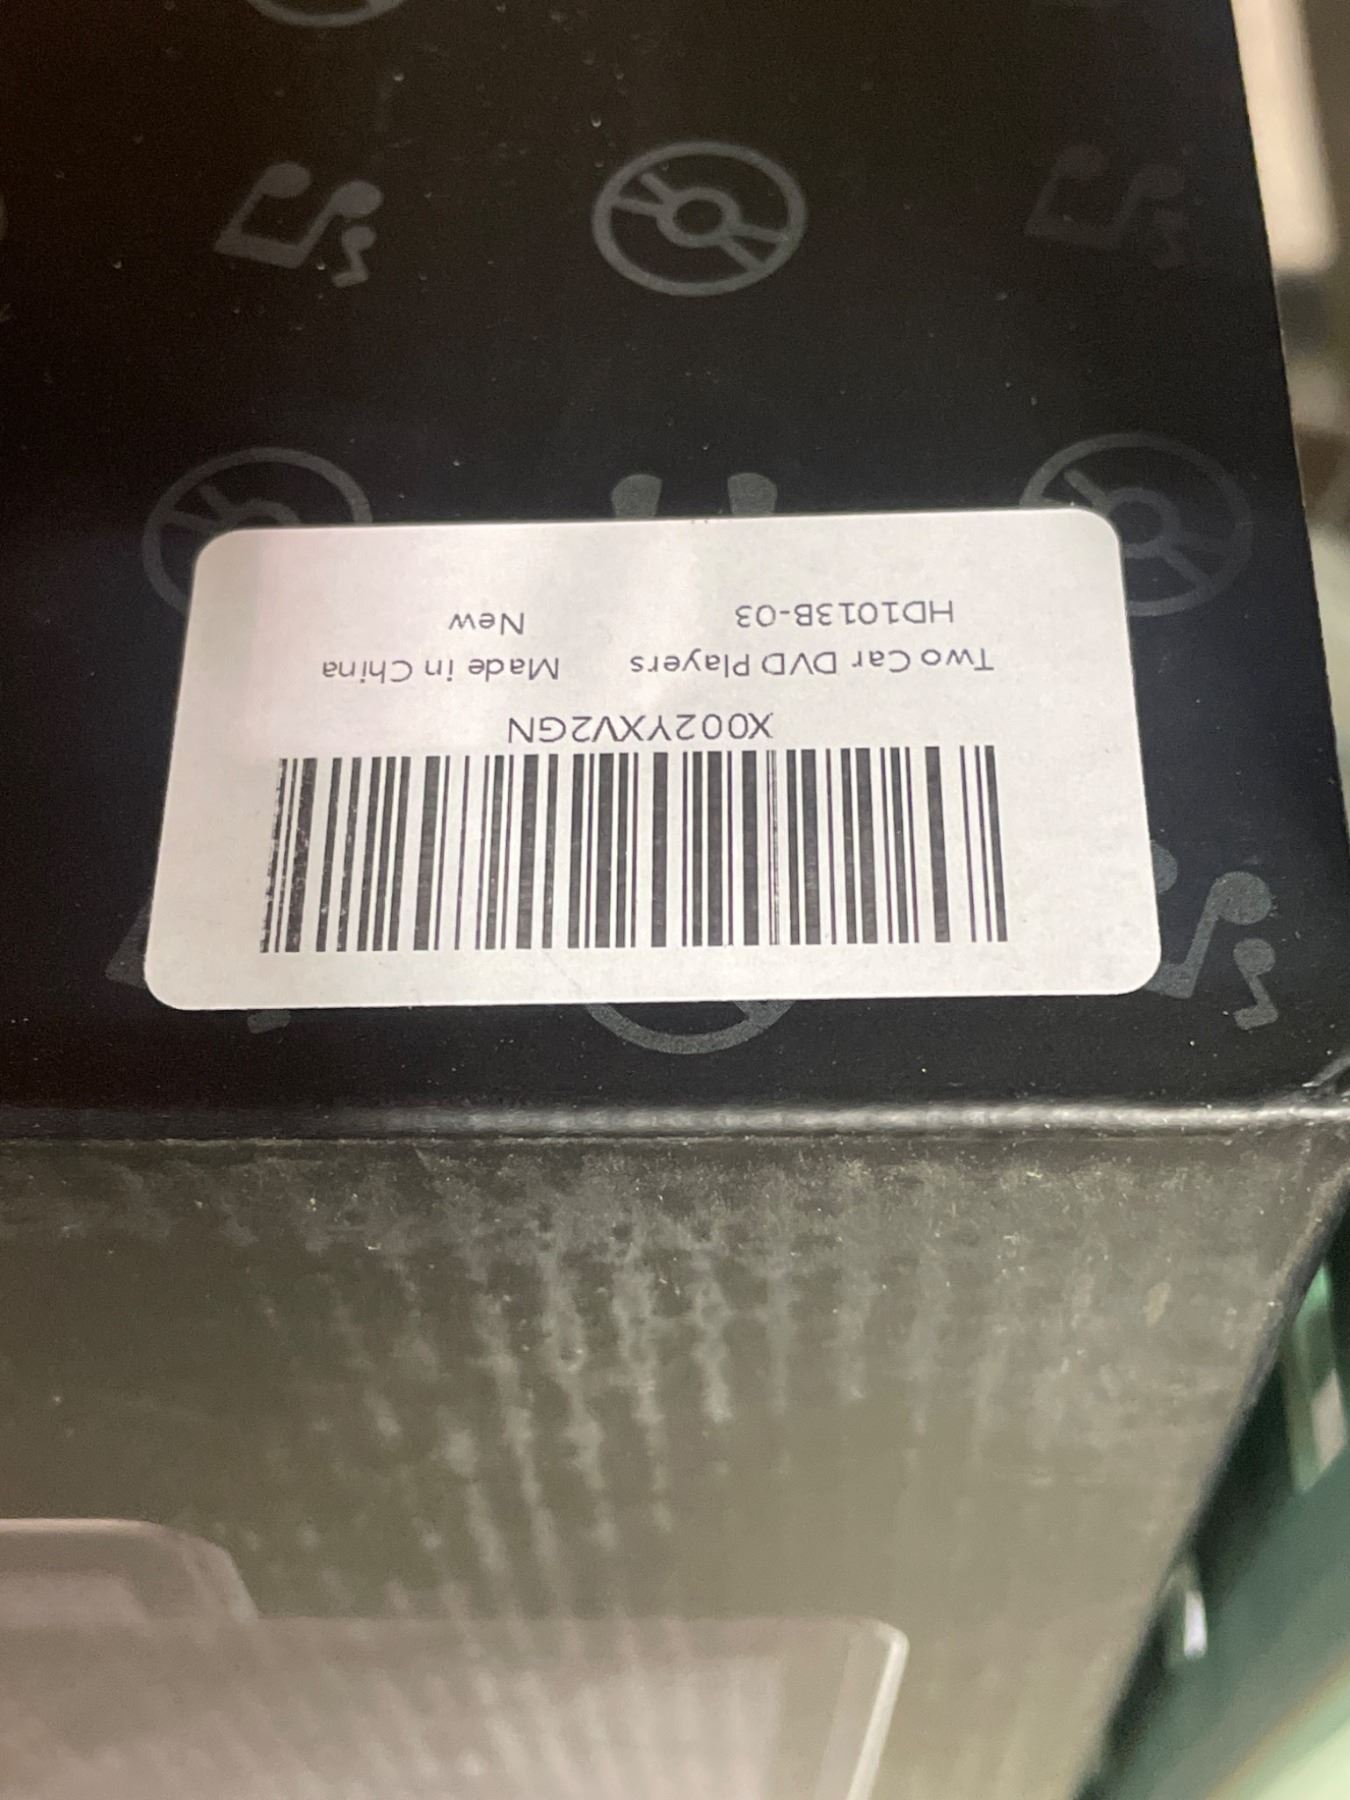 X002YXV2GN
Two Car DVD Players Made in China
HD1013B-03 New